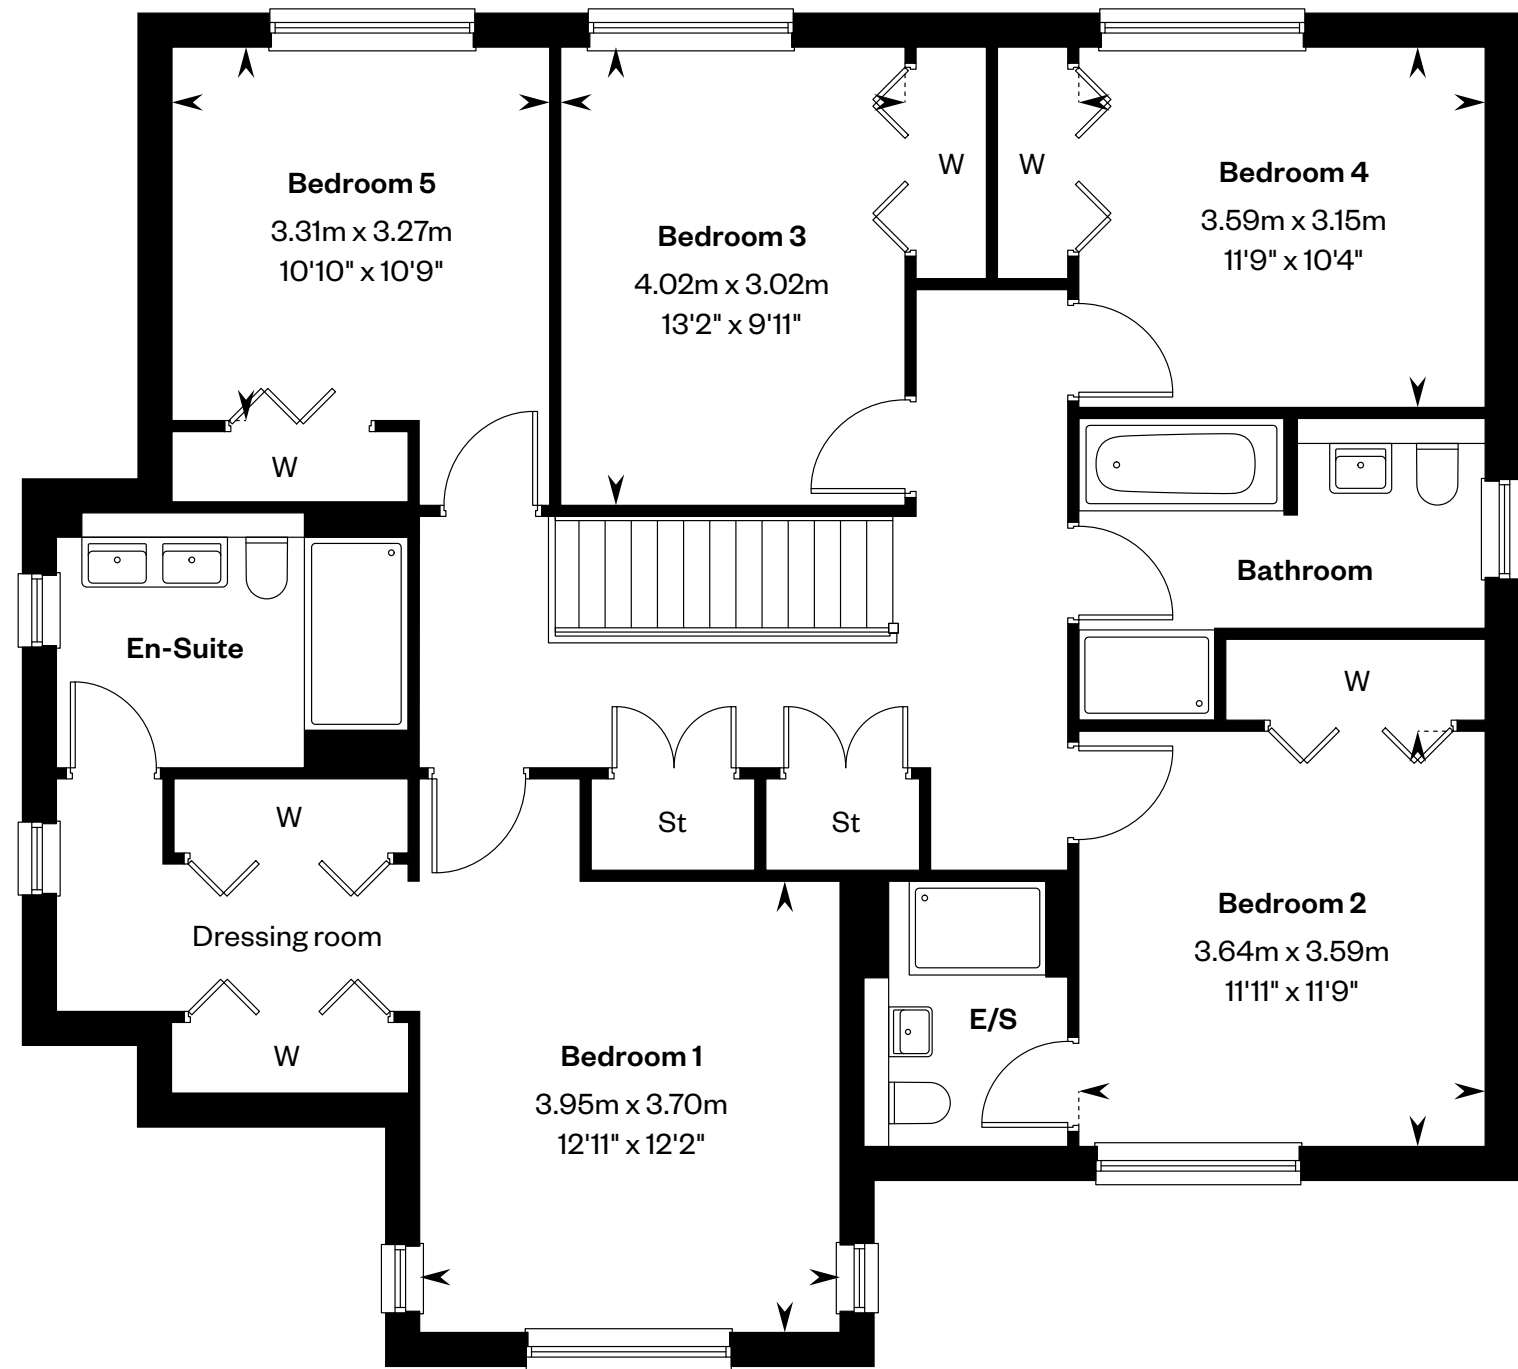 Bedroom 5
3.31m x 3.27m
10'10" x 10'9"
W
Bedroom 3
4.02m x 3.02m
13'2" x 9'11"
W
W
Bedroom 4
3.59m x 3.15m
11'9" x 10'4"
Bathroom
En-Suite
W
W
St
St
Dressing room
W
Bedroom 1
3.95m x 3.70m
12'11" x 12'2"
E/S
Bedroom 2
3.64m x 3.59m
11'11" x 11'9"